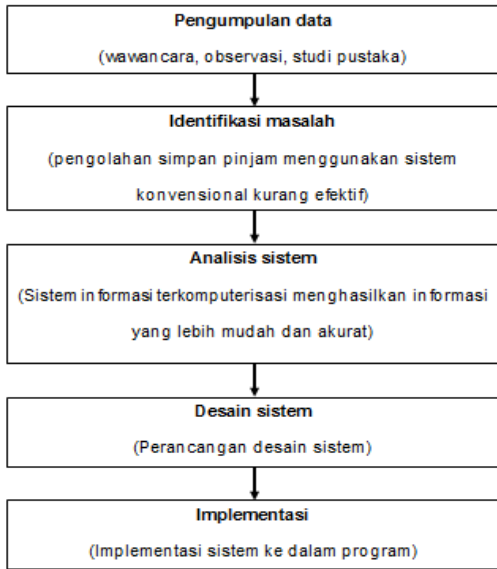 Pengumpulan data
(wawancara, observasi, studi pustaka)
Identifikasi masalah
(pengolahan simpan pinjam menggunakan sistem
konvensional kurang efektif)
Analisis sistem
(Sistem informasi terkomputerisasi menghasilkan informasi
yang lebih mudah dan akurat)
Desain sistem
(Perancangan desain sistem)
Implementasi
(Implementasi sistem ke dalam program)